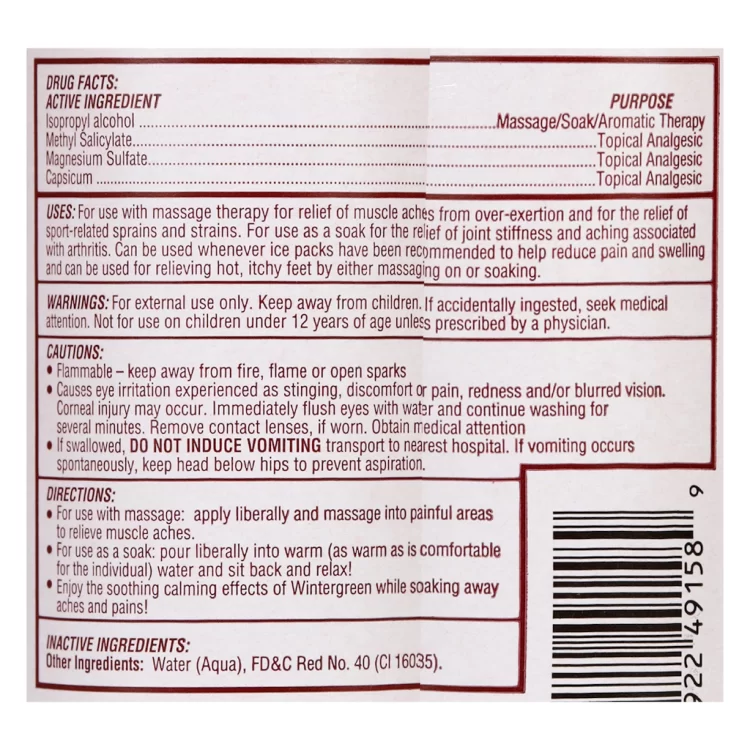 DRUG FACTS:
ACTIVE INGREDIENT PURPOSE
Isopropyl alcohol ........ Massage/Soak/Aromatic Therapy
Methyl Salicylate........ Topical Analgesic
Magnesium Sulfate........ Topical Analgesic
Capsicum ........ Topical Analgesic
USES: For use with massage therapy for relief of muscle aches from over-exertion and for the relief of
sport-related sprains and strains. For use as a soak for the relief of joint stiffness and aching associated
with arthritis. Can be used whenever ice packs have been recommended to help reduce pain and swelling
and can be used for relieving hot, itchy feet by either massaging on or soaking.
WARNINGS: For external use only. Keep away from children. If accidentally ingested, seek medical
attention. Not for use on children under 12 years of age unless prescribed by a physician.
CAUTIONS:
• Flammable – keep away from fire, flame or open sparks
• Causes eye irritation experienced as stinging, discomfort or pain, redness and/or blurred vision.
Corneal injury may occur. Immediately flush eyes with water and continue washing for
several minutes. Remove contact lenses, if worn. Obtain medical attention
• If swallowed, DO NOT INDUCE VOMITING transport to nearest hospital. If vomiting occurs
spontaneously, keep head below hips to prevent aspiration.
DIRECTIONS:
• For use with massage: apply liberally and massage into painful areas
to relieve muscle aches.
• For use as a soak: pour liberally into warm (as warm as is comfortable
for the individual) water and sit back and relax!
• Enjoy the soothing calming effects of Wintergreen while soaking away
aches and pains!
INACTIVE INGREDIENTS:
Other Ingredients: Water (Aqua), FD&C Red No. 40 (CI 16035).
922 49158 9